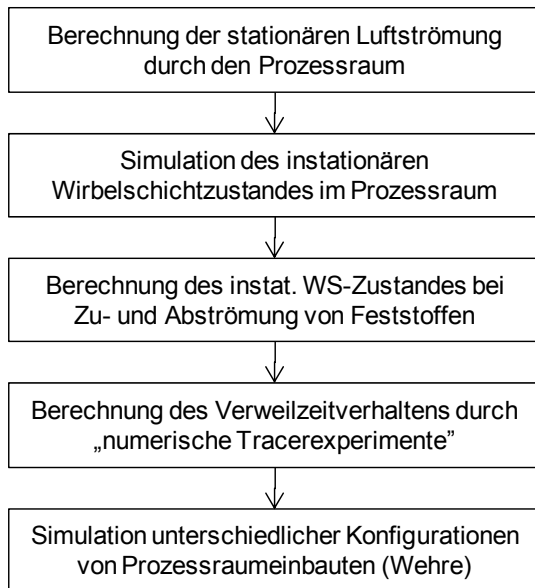 Berechnung der stationären Luftströmung
durch den Prozessraum
Simulation des instationären
Wirbelschichtzustandes im Prozessraum
Berechnung des instat. WS-Zustandes bei
Zu- und Abströmung von Feststoffen
Berechnung des Verweilzeitverhaltens durch
„numerische Tracerexperimente”
Simulation unterschiedlicher Konfigurationen
von Prozessraumeinbauten (Wehre)